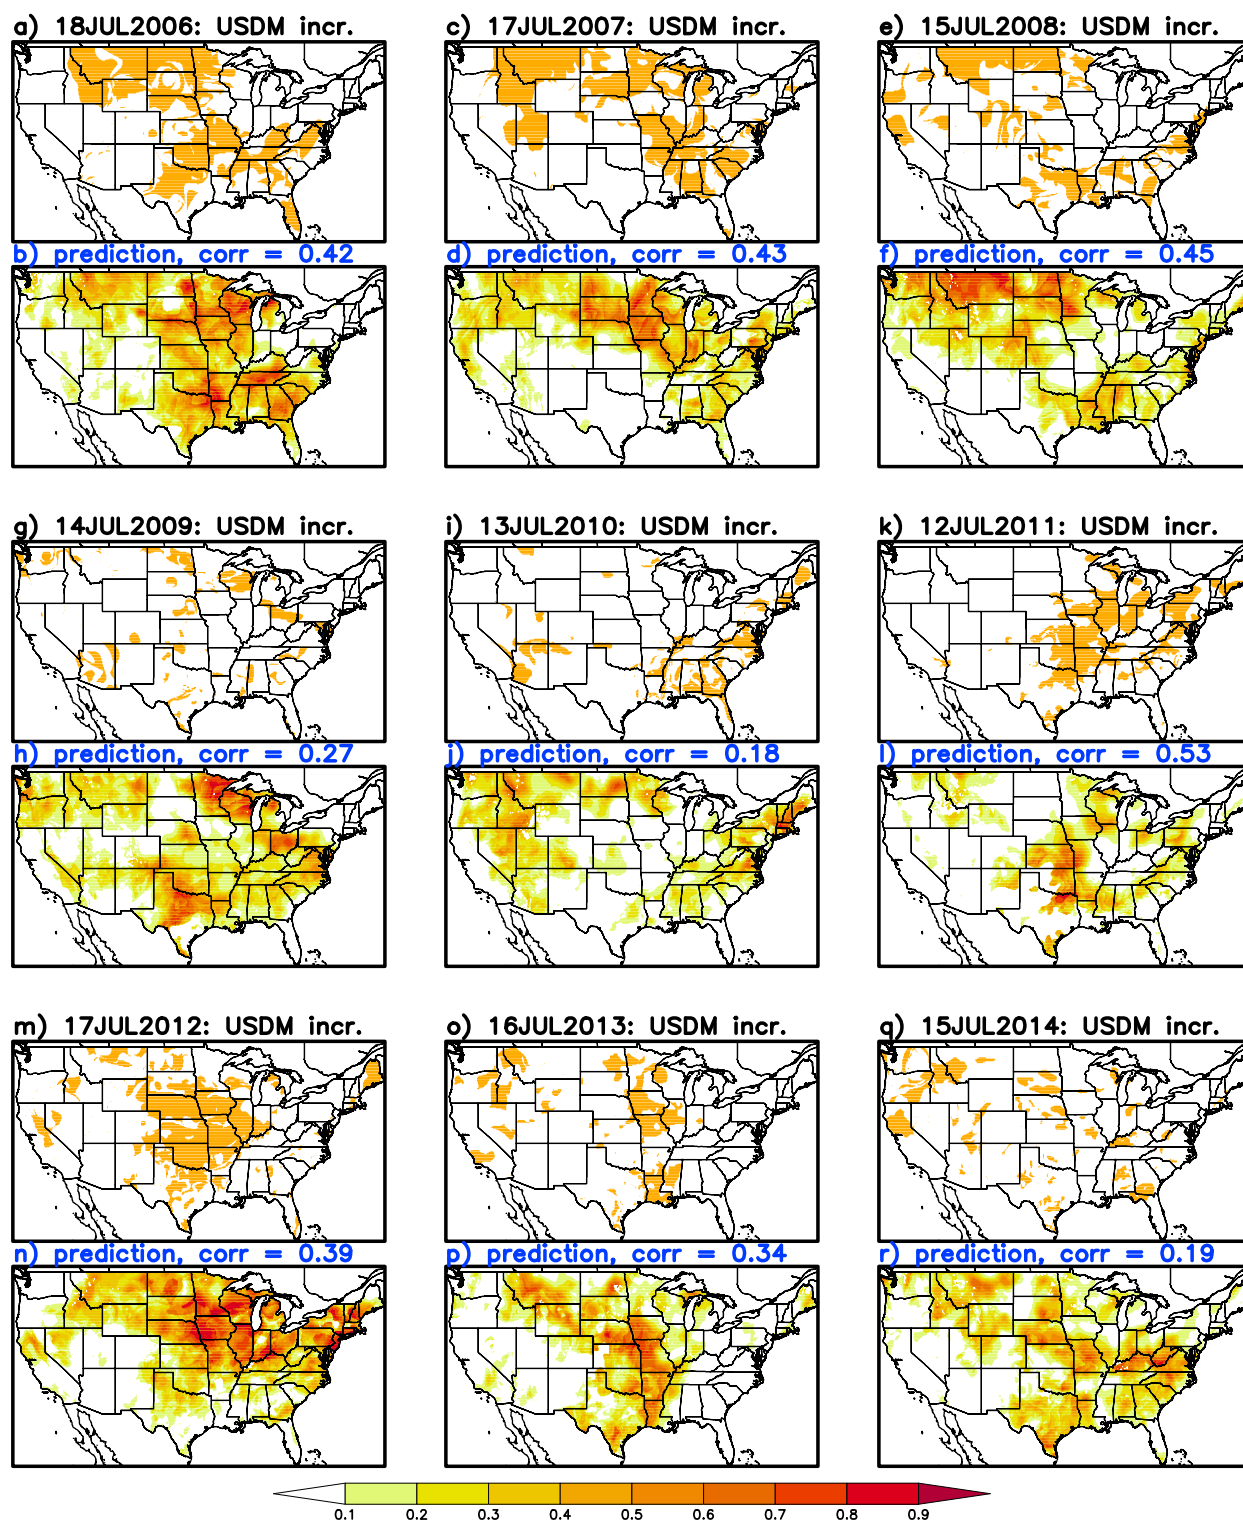 a) 18JUL2006: USDM incr.
c) 17JUL2007: USDM incr.
e) 15JUL2008: USDM incr.
b) prediction, corr = 0.42
d) prediction, corr = 0.43
f) prediction, corr = 0.45
g) 14JUL2009: USDM incr.
i) 13JUL2010: USDM incr.
k) 12JUL2011: USDM incr.
h) prediction, corr = 0.27
j) prediction, corr = 0.18
l) prediction, corr = 0.53
m) 17JUL2012: USDM incr.
o) 16JUL2013: USDM incr.
q) 15JUL2014: USDM incr.
n) prediction, corr = 0.39
p) prediction, corr = 0.34
r) prediction, corr = 0.19
0.1 0.2 0.3 0.4 0.5 0.6 0.7 0.8 0.9